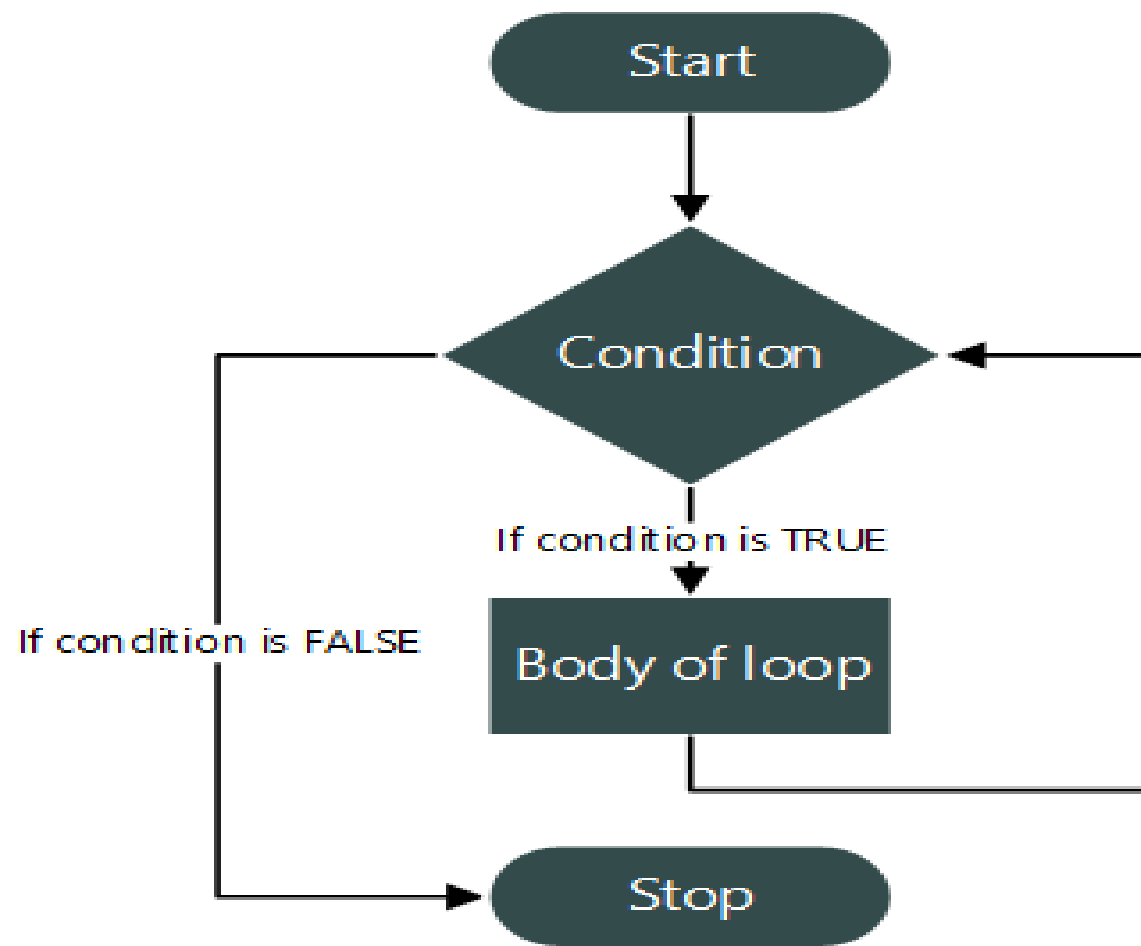 Start
Condition
If condition is TRUE
If condition is FALSE
Body of loop
Stop